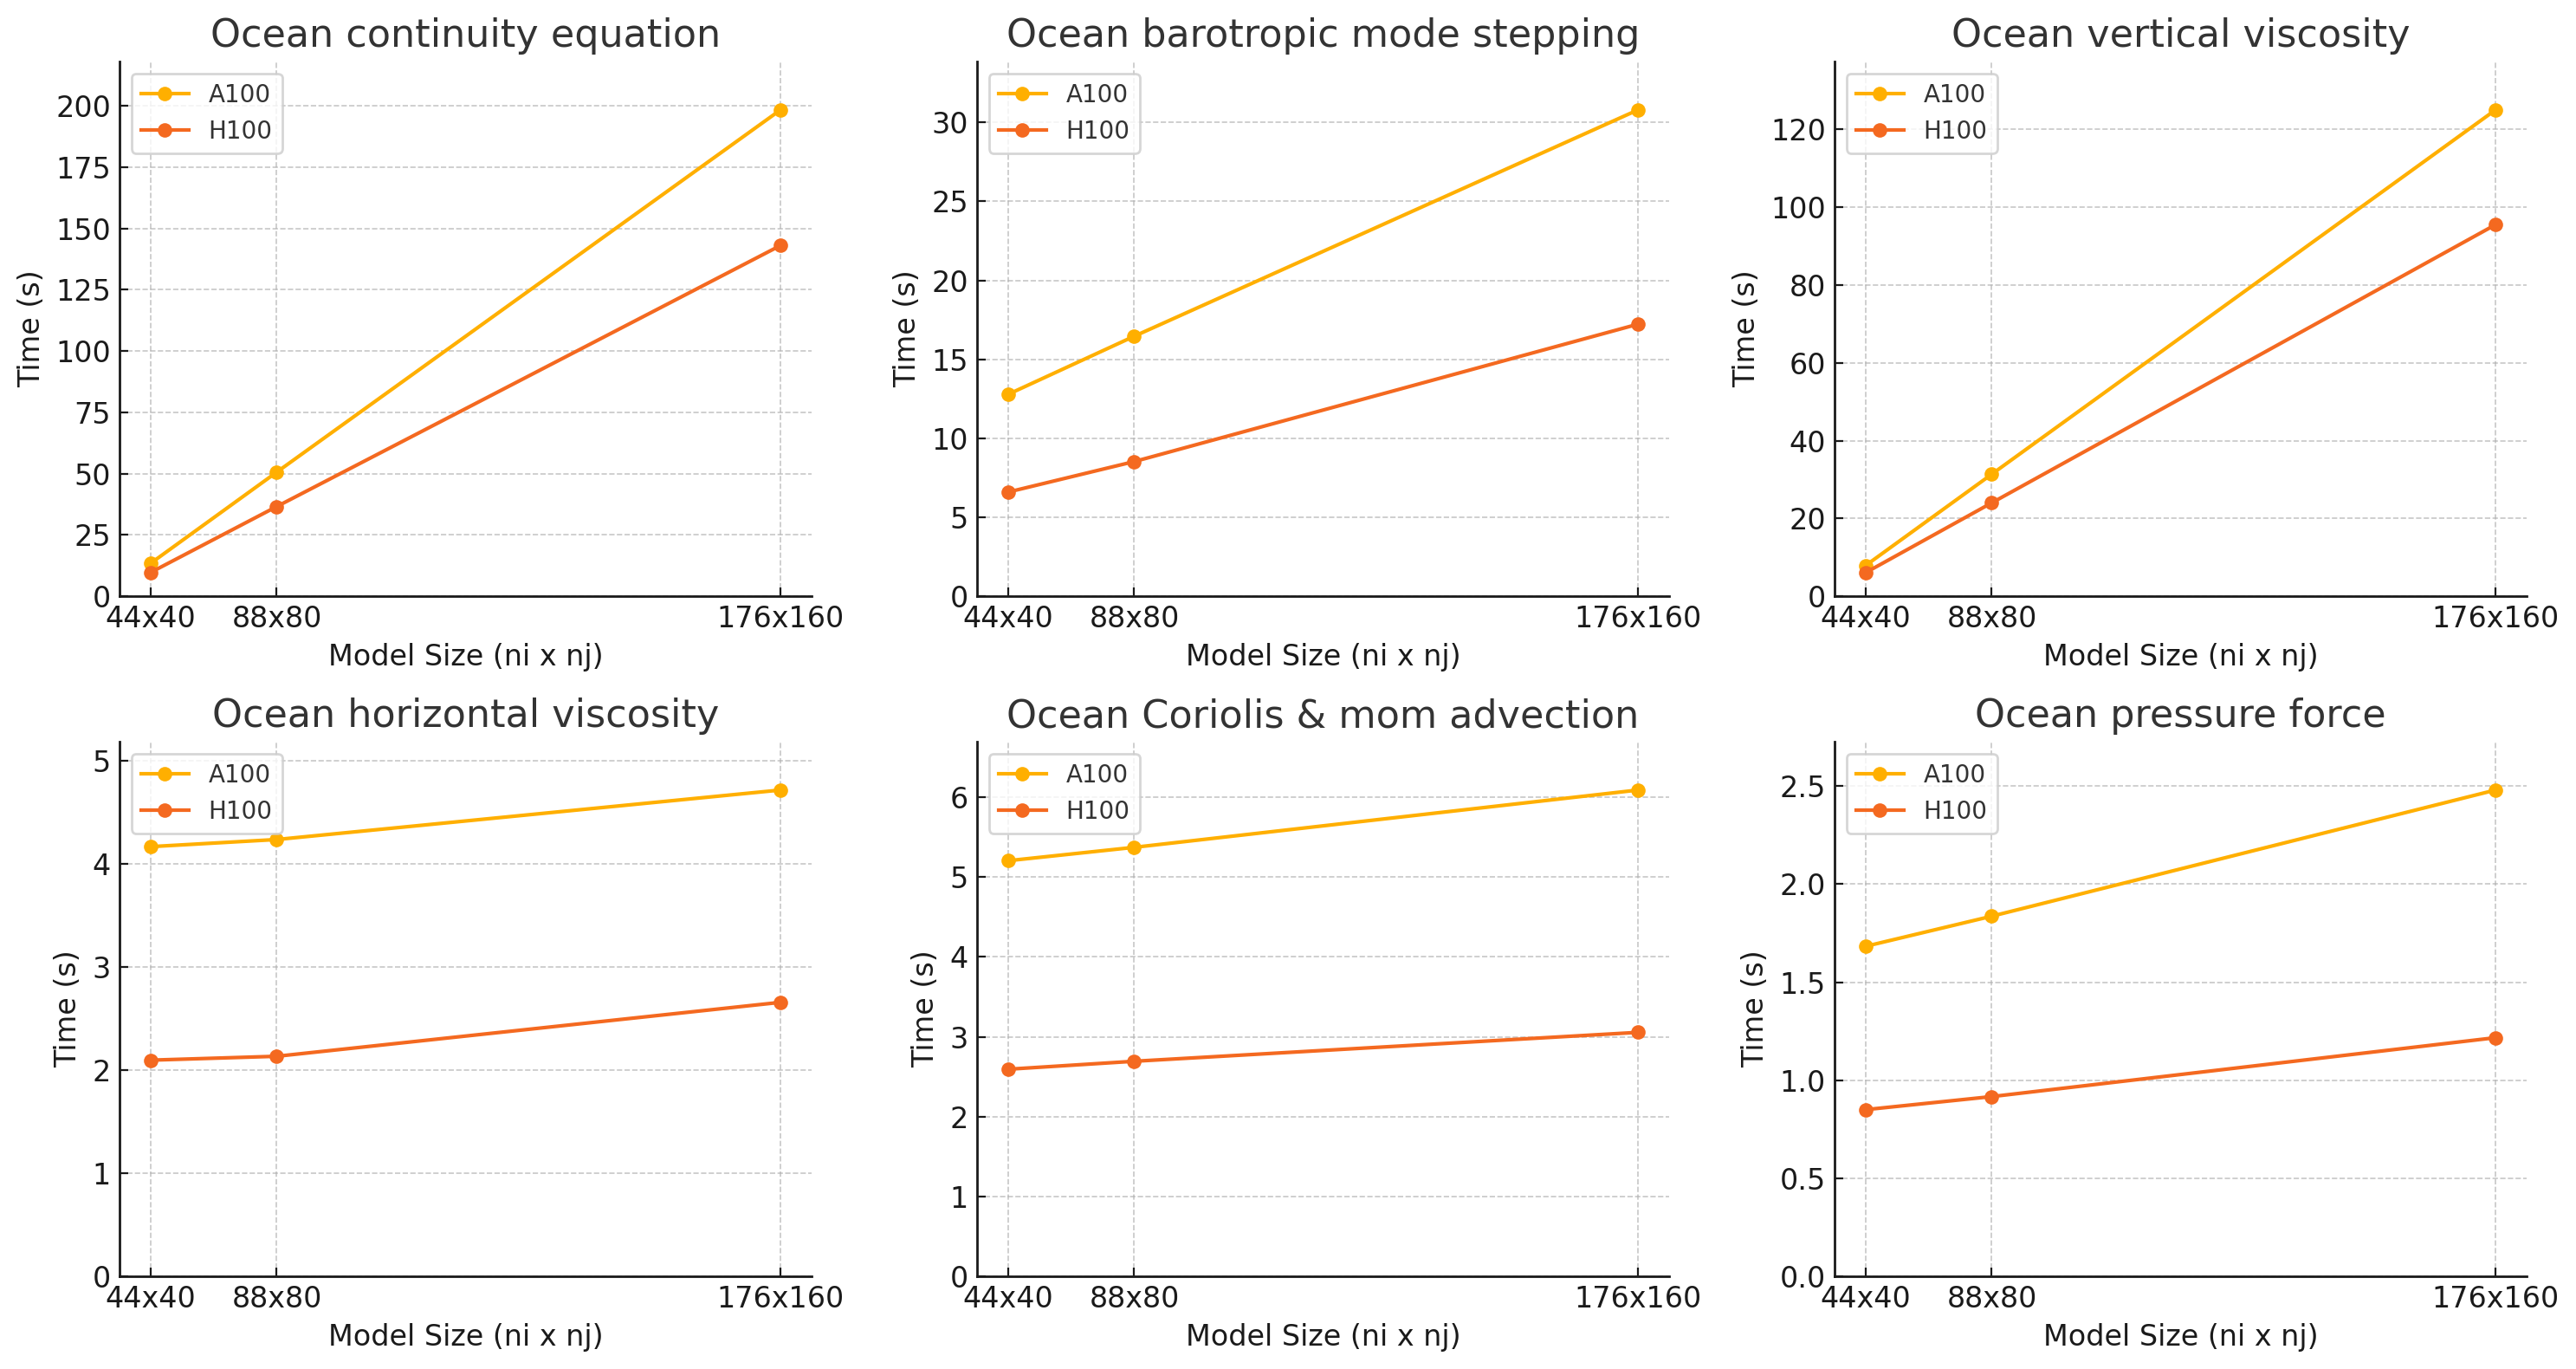 Ocean continuity equation
A100
H100
200
175
150
125
100
75
50
25
0
Time (s)
44x40 88x80 176x160
Model Size (ni x nj)
Ocean barotropic mode stepping
A100
H100
30
25
20
15
10
5
0
Time (s)
44x40 88x80 176x160
Model Size (ni x nj)
Ocean vertical viscosity
A100
H100
120
100
80
60
40
20
0
Time (s)
44x40 88x80 176x160
Model Size (ni x nj)
Ocean horizontal viscosity
A100
H100
5
4
3
2
1
0
Time (s)
44x40 88x80 176x160
Model Size (ni x nj)
Ocean Coriolis & mom advection
A100
H100
6
5
4
3
2
1
0
Time (s)
44x40 88x80 176x160
Model Size (ni x nj)
Ocean pressure force
A100
H100
2.5
2.0
1.5
1.0
0.5
0.0
Time (s)
44x40 88x80 176x160
Model Size (ni x nj)